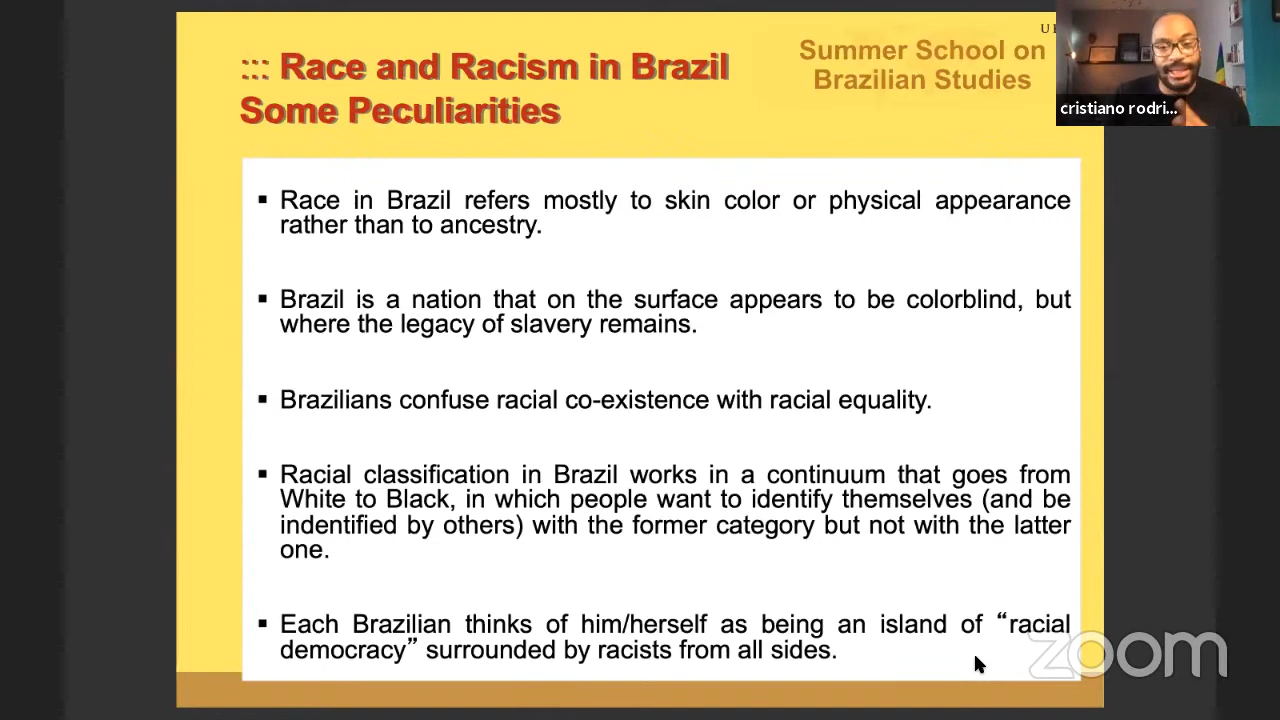 ::: Race and Racism in Brazil
Some Peculiarities
Summer School on
Brazilian Studies
cristiano rodri...
▪ Race in Brazil refers mostly to skin color or physical appearance
rather than to ancestry.
▪ Brazil is a nation that on the surface appears to be colorblind, but
where the legacy of slavery remains.
▪ Brazilians confuse racial co-existence with racial equality.
▪ Racial classification in Brazil works in a continuum that goes from
White to Black, in which people want to identify themselves (and be
indentified by others) with the former category but not with the latter
one.
▪ Each Brazilian thinks of him/herself as being an island of “racial
democracy” surrounded by racists from all sides.
zoom